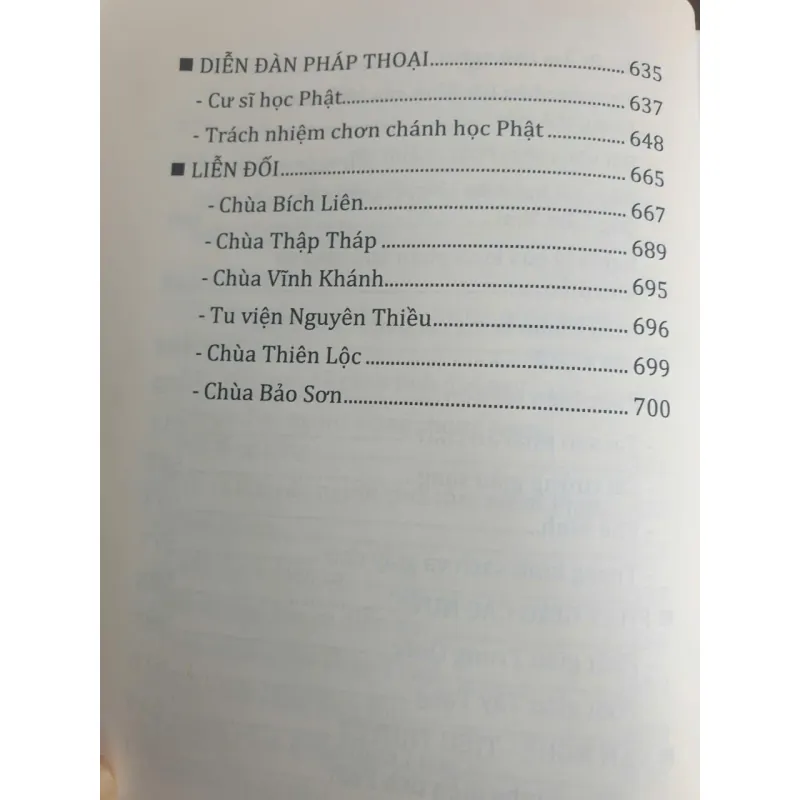 ■ DIỄN ĐÀN PHÁP THOẠI........................................ 635
- Cư sĩ học Phật........................................ 637
- Trách nhiệm chơn chánh học Phật ............ 648
■ LIỄN ĐỐI........................................ 665
- Chùa Bích Liên........................................ 667
- Chùa Thập Tháp ........................................ 689
- Chùa Vĩnh Khánh........................................ 695
- Tu viện Nguyên Thiều............................... 696
- Chùa Thiên Lộc ........................................ 699
- Chùa Bảo Sơn........................................ 700